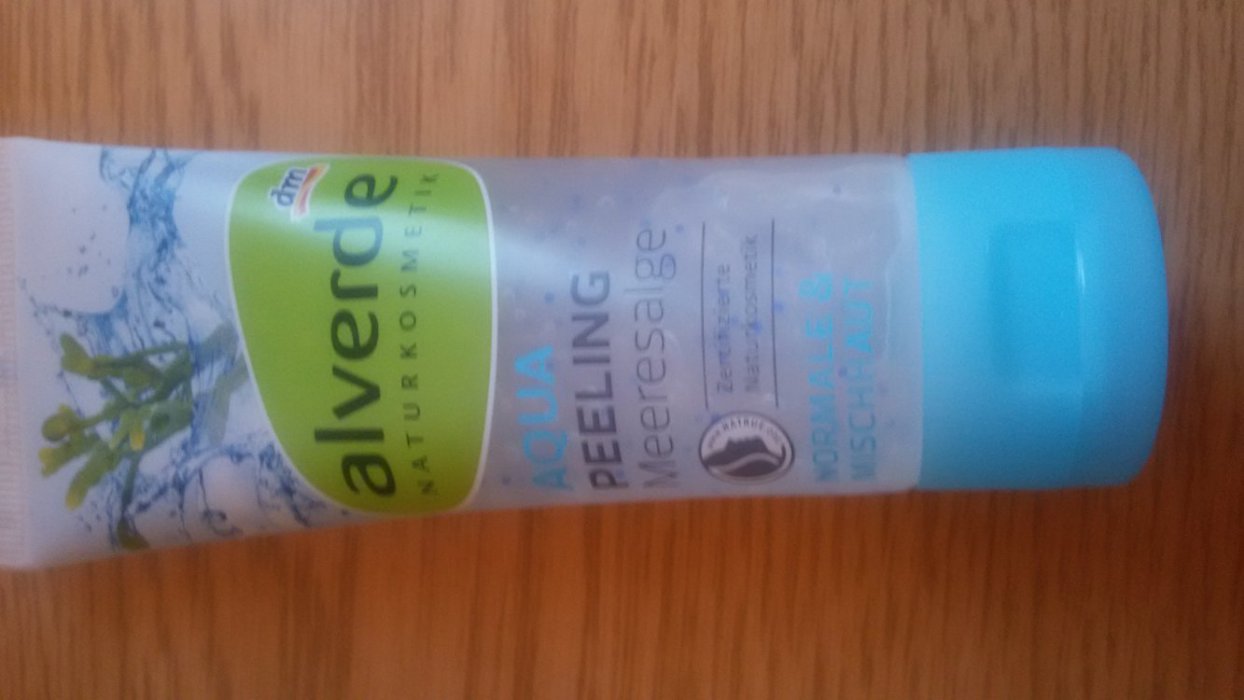 dm
alverde
NATURKOSMETIK
AQUA
PEELING
Meeresalge
Zertifizierte
Naturkosmetik
NORMALE &
MISCHHAUT